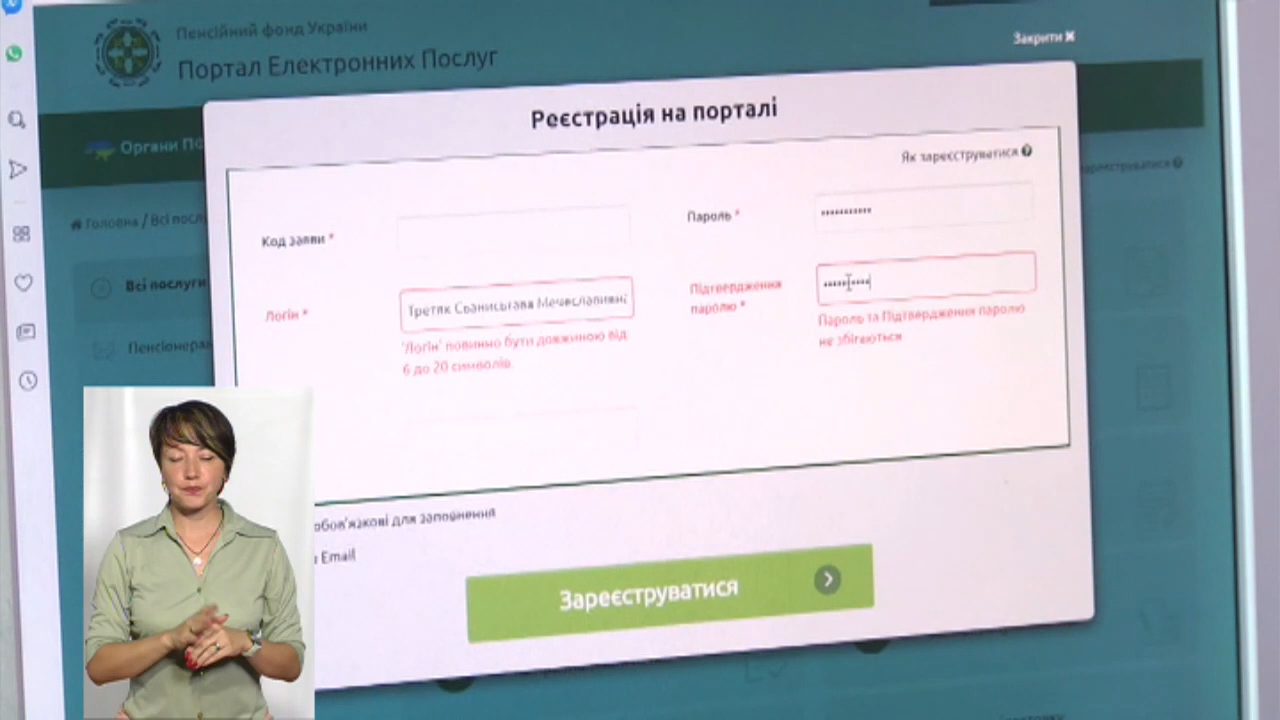 Пенсійний фонд України
Портал Електронних Послуг
Закрити ✖
Органи
Реєстрація на порталі
Як зареєструватися
Головна / Всі
Код заяви *
Пароль *
Всі послуги
Логін *
Третяк
Підтвердження
паролю *
'Логін' повинно бути довжиною від
6 до 20 символів.
Пароль та Підтвердження паролю
не збігаються
обов'язкові для заповнення
Email
Зареєструватися